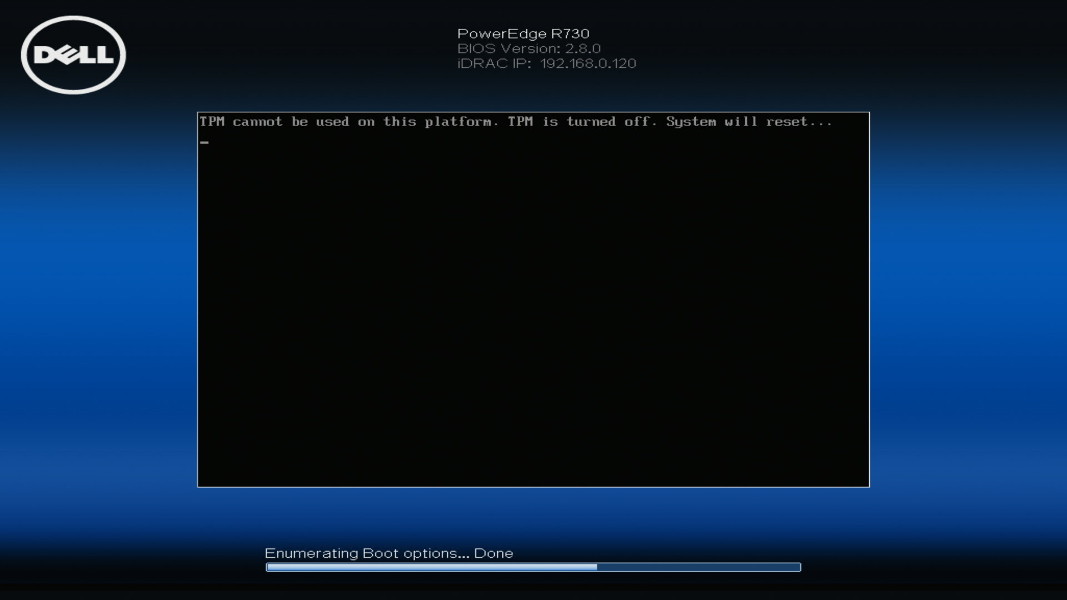 DELL
PowerEdge R730
BIOS Version: 2.8.0
iDRAC IP: 192.168.0.120
TPM cannot be used on this platform. TPM is turned off. System will reset...
Enumerating Boot options... Done